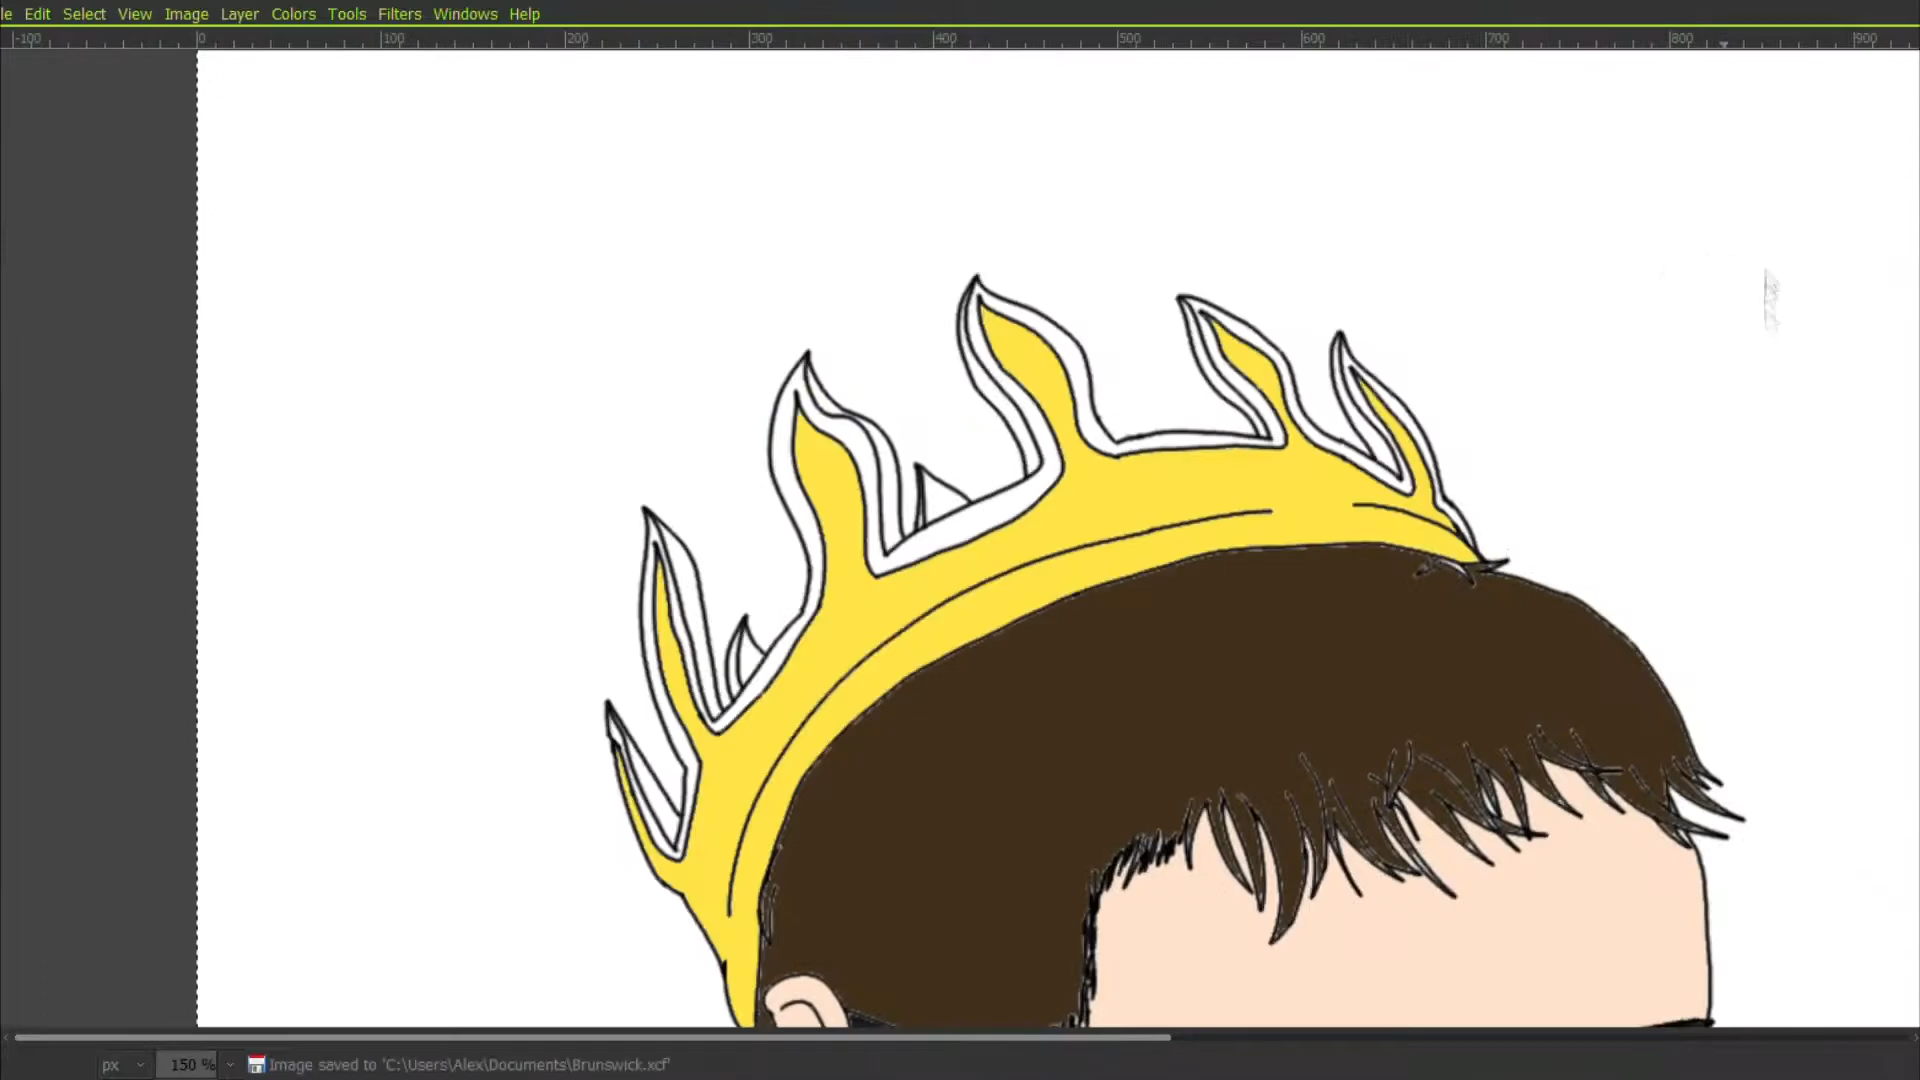 le Edit Select View Image Layer Colors Tools Filters Windows Help
-100 0 100 200 300 400 500 600 700 800 900
px 150 % Image saved to 'C:\Users\Alex\Documents\Brunswick.xcf'